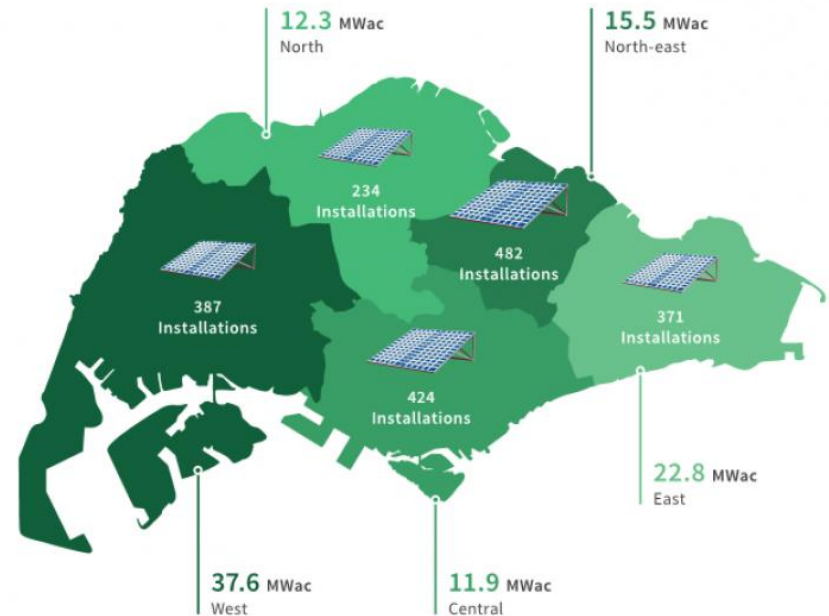 12.3 MWac
North
15.5 MWac
North-east
234
Installations
482
Installations
387
Installations
371
Installations
424
Installations
22.8 MWac
East
37.6 MWac
West
11.9 MWac
Central